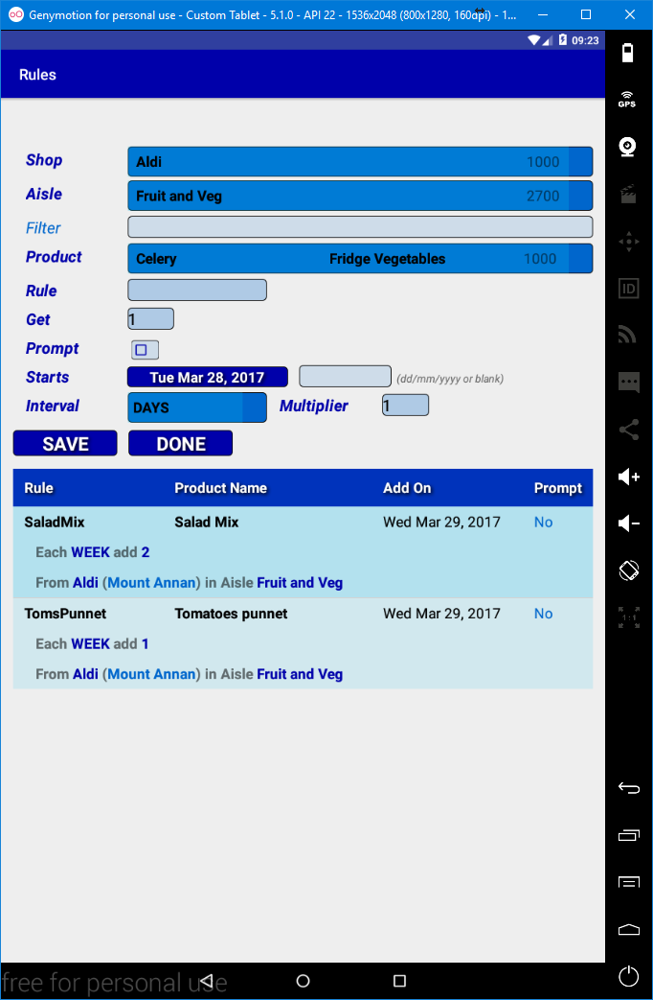 Genymotion for personal use - Custom Tablet - 5.1.0 - API 22 - 1536x2048 (800x1280, 160dpi) - 1...
09:23
Rules
GPS
Shop Aldi 1000
Aisle Fruit and Veg 2700
Filter
Product Celery Fridge Vegetables 1000
Rule
ID
Get 1
Prompt
Starts Tue Mar 28, 2017 (dd/mm/yyyy or blank)
Interval DAYS Multiplier 1
SAVE DONE
Rule Product Name Add On Prompt
SaladMix Salad Mix Wed Mar 29, 2017 No
Each WEEK add 2
From Aldi (Mount Annan) in Aisle Fruit and Veg
TomsPunnet Tomatoes punnet Wed Mar 29, 2017 No
1:1
Each WEEK add 1
From Aldi (Mount Annan) in Aisle Fruit and Veg
free for personal use